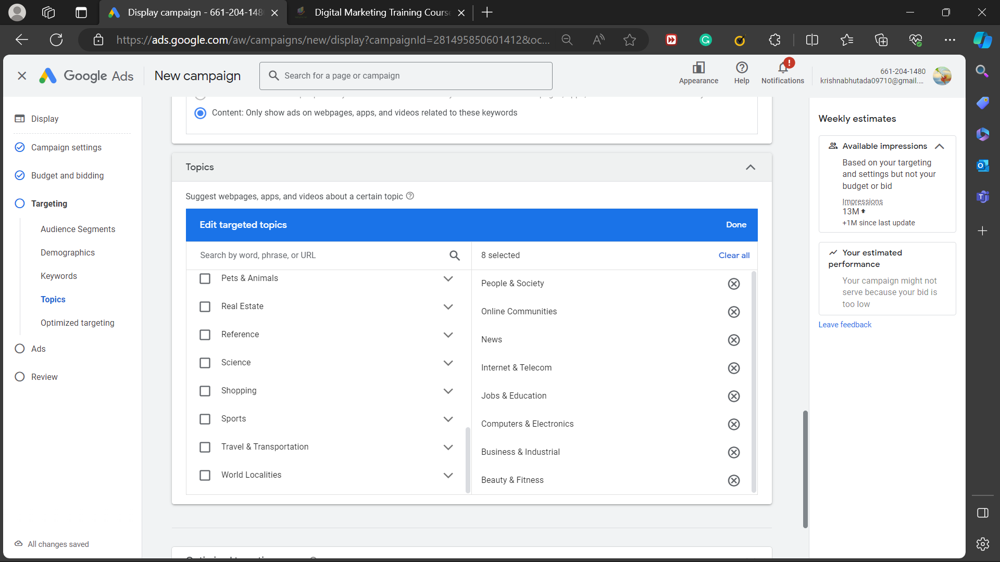 Display campaign - 661-204-148
Digital Marketing Training Course
https://ads.google.com/aw/campaigns/new/display?campaignId=281495850601412&oc...
Google Ads
New campaign
Search for a page or campaign
Appearance
Help
Notifications
661-204-1480
krishnabhutada09710@gmail....
Display
Campaign settings
Budget and bidding
Targeting
Audience Segments
Demographics
Keywords
Topics
Optimized targeting
Ads
Review
All changes saved
Content: Only show ads on webpages, apps, and videos related to these keywords
Topics
Suggest webpages, apps, and videos about a certain topic
Edit targeted topics
Done
Search by word, phrase, or URL
8 selected
Clear all
Pets & Animals
Real Estate
Reference
Science
Shopping
Sports
Travel & Transportation
World Localities
People & Society
Online Communities
News
Internet & Telecom
Jobs & Education
Computers & Electronics
Business & Industrial
Beauty & Fitness
Weekly estimates
Available impressions
Based on your targeting
and settings but not your
budget or bid
Impressions
13M
+1M since last update
Your estimated
performance
Your campaign might not
serve because your bid is
too low
Leave feedback